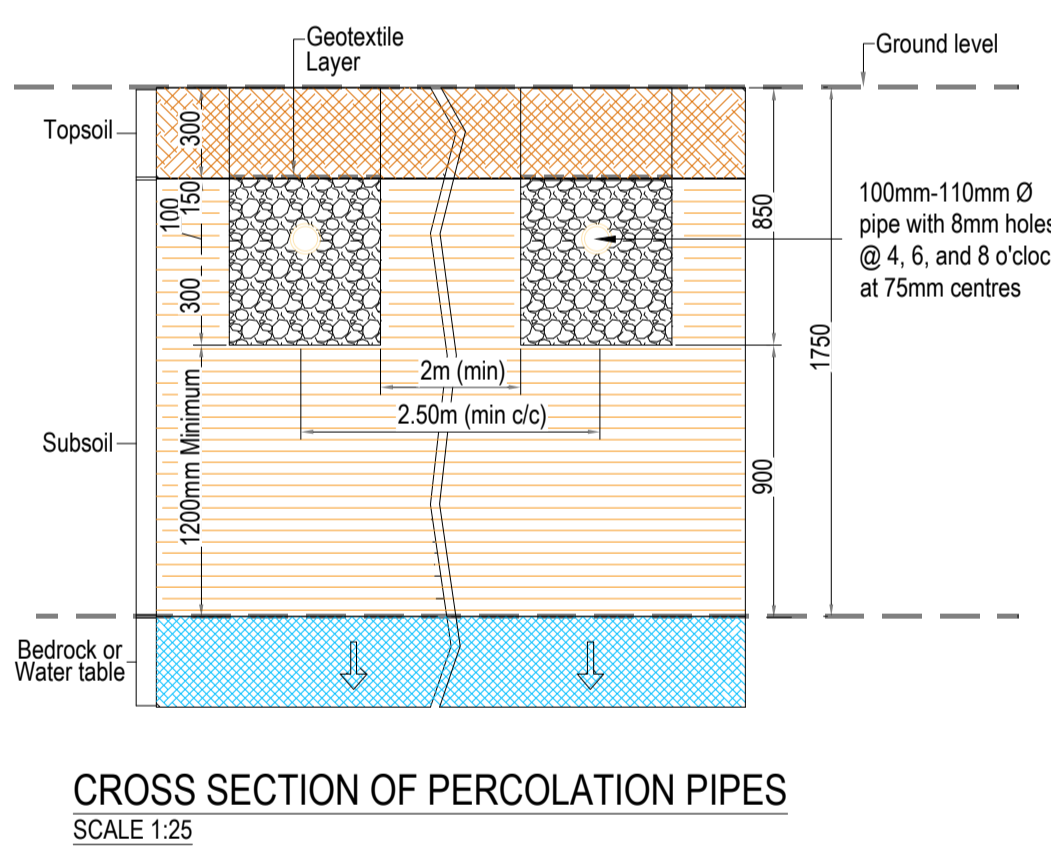 Geotextile
Layer
Ground level
Topsoil
300
100
/ 150
300
850
100mm-110mm Ø
pipe with 8mm holes
@ 4, 6, and 8 o'cloc
at 75mm centres
1750
2m (min)
2.50m (min c/c)
Subsoil
1200mm Minimum
900
Bedrock or
Water table
CROSS SECTION OF PERCOLATION PIPES
SCALE 1:25